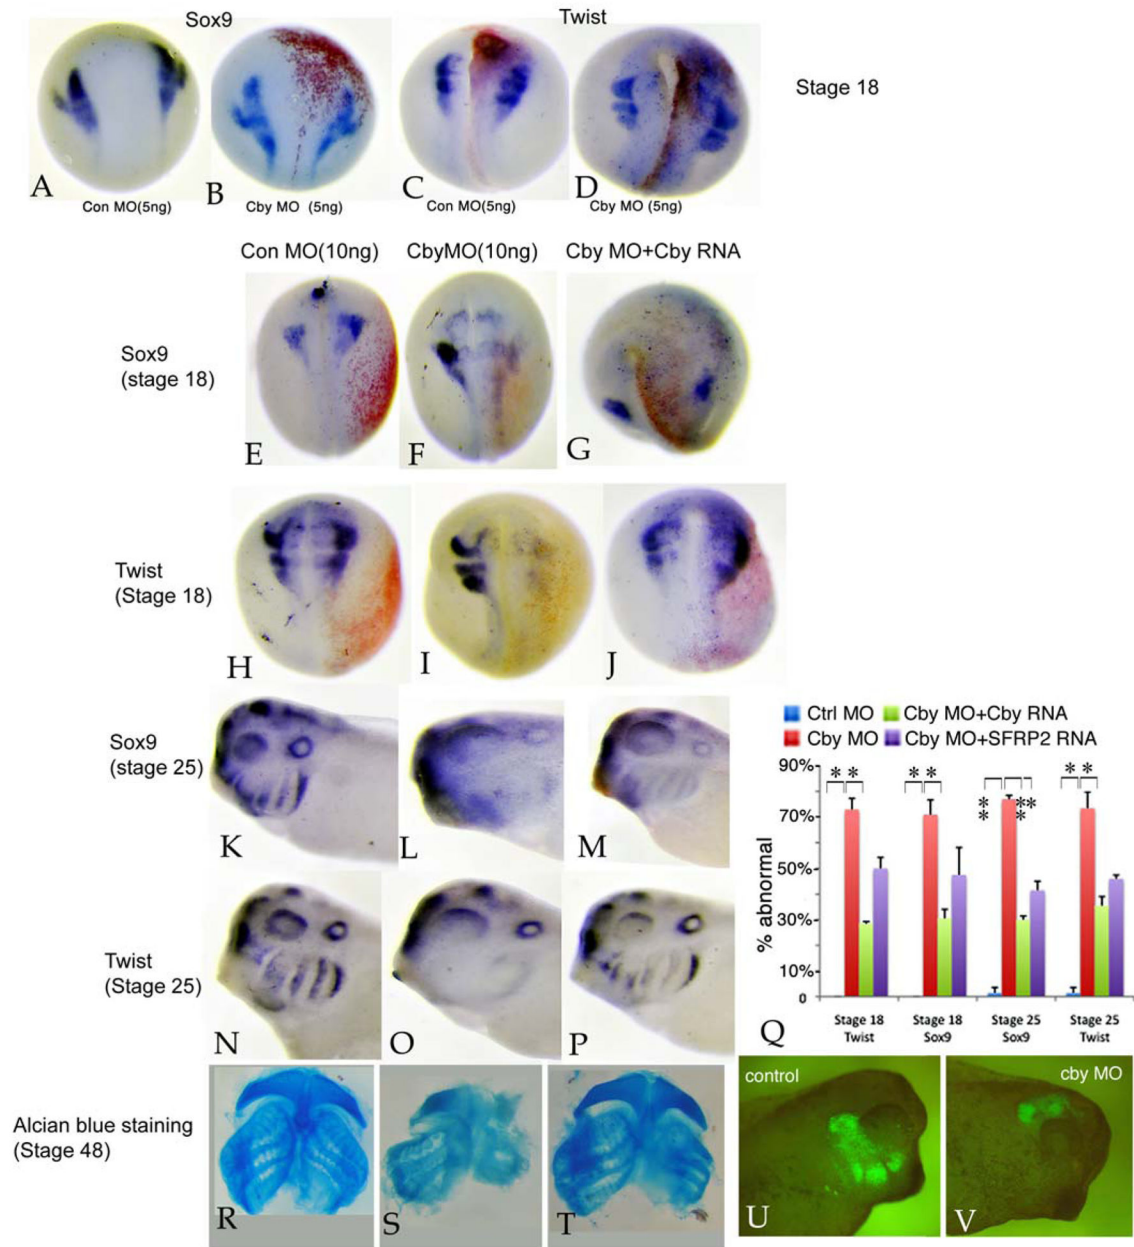 Sox9
Twist
Stage 18
A
B
C
D
Con MO(5ng)
Cby MO (5ng)
Con MO(5ng)
Cby MO (5ng)
Con MO(10ng)
CbyMO(10ng)
Cby MO+Cby RNA
Sox9
(stage 18)
E
F
G
Twist
(Stage 18)
H
I
J
Sox9
(stage 25)
K
L
M
Ctrl MO
Cby MO+Cby RNA
Cby MO
Cby MO+SFRP2 RNA
90%
70%
50%
30%
10%
0
% abnormal
* *
* *
* *
* * *
* *
Stage 18
Twist
Stage 18
Sox9
Stage 25
Sox9
Stage 25
Twist
Q
Twist
(Stage 25)
N
O
P
Alcian blue staining
(Stage 48)
R
S
T
control
U
cby MO
V